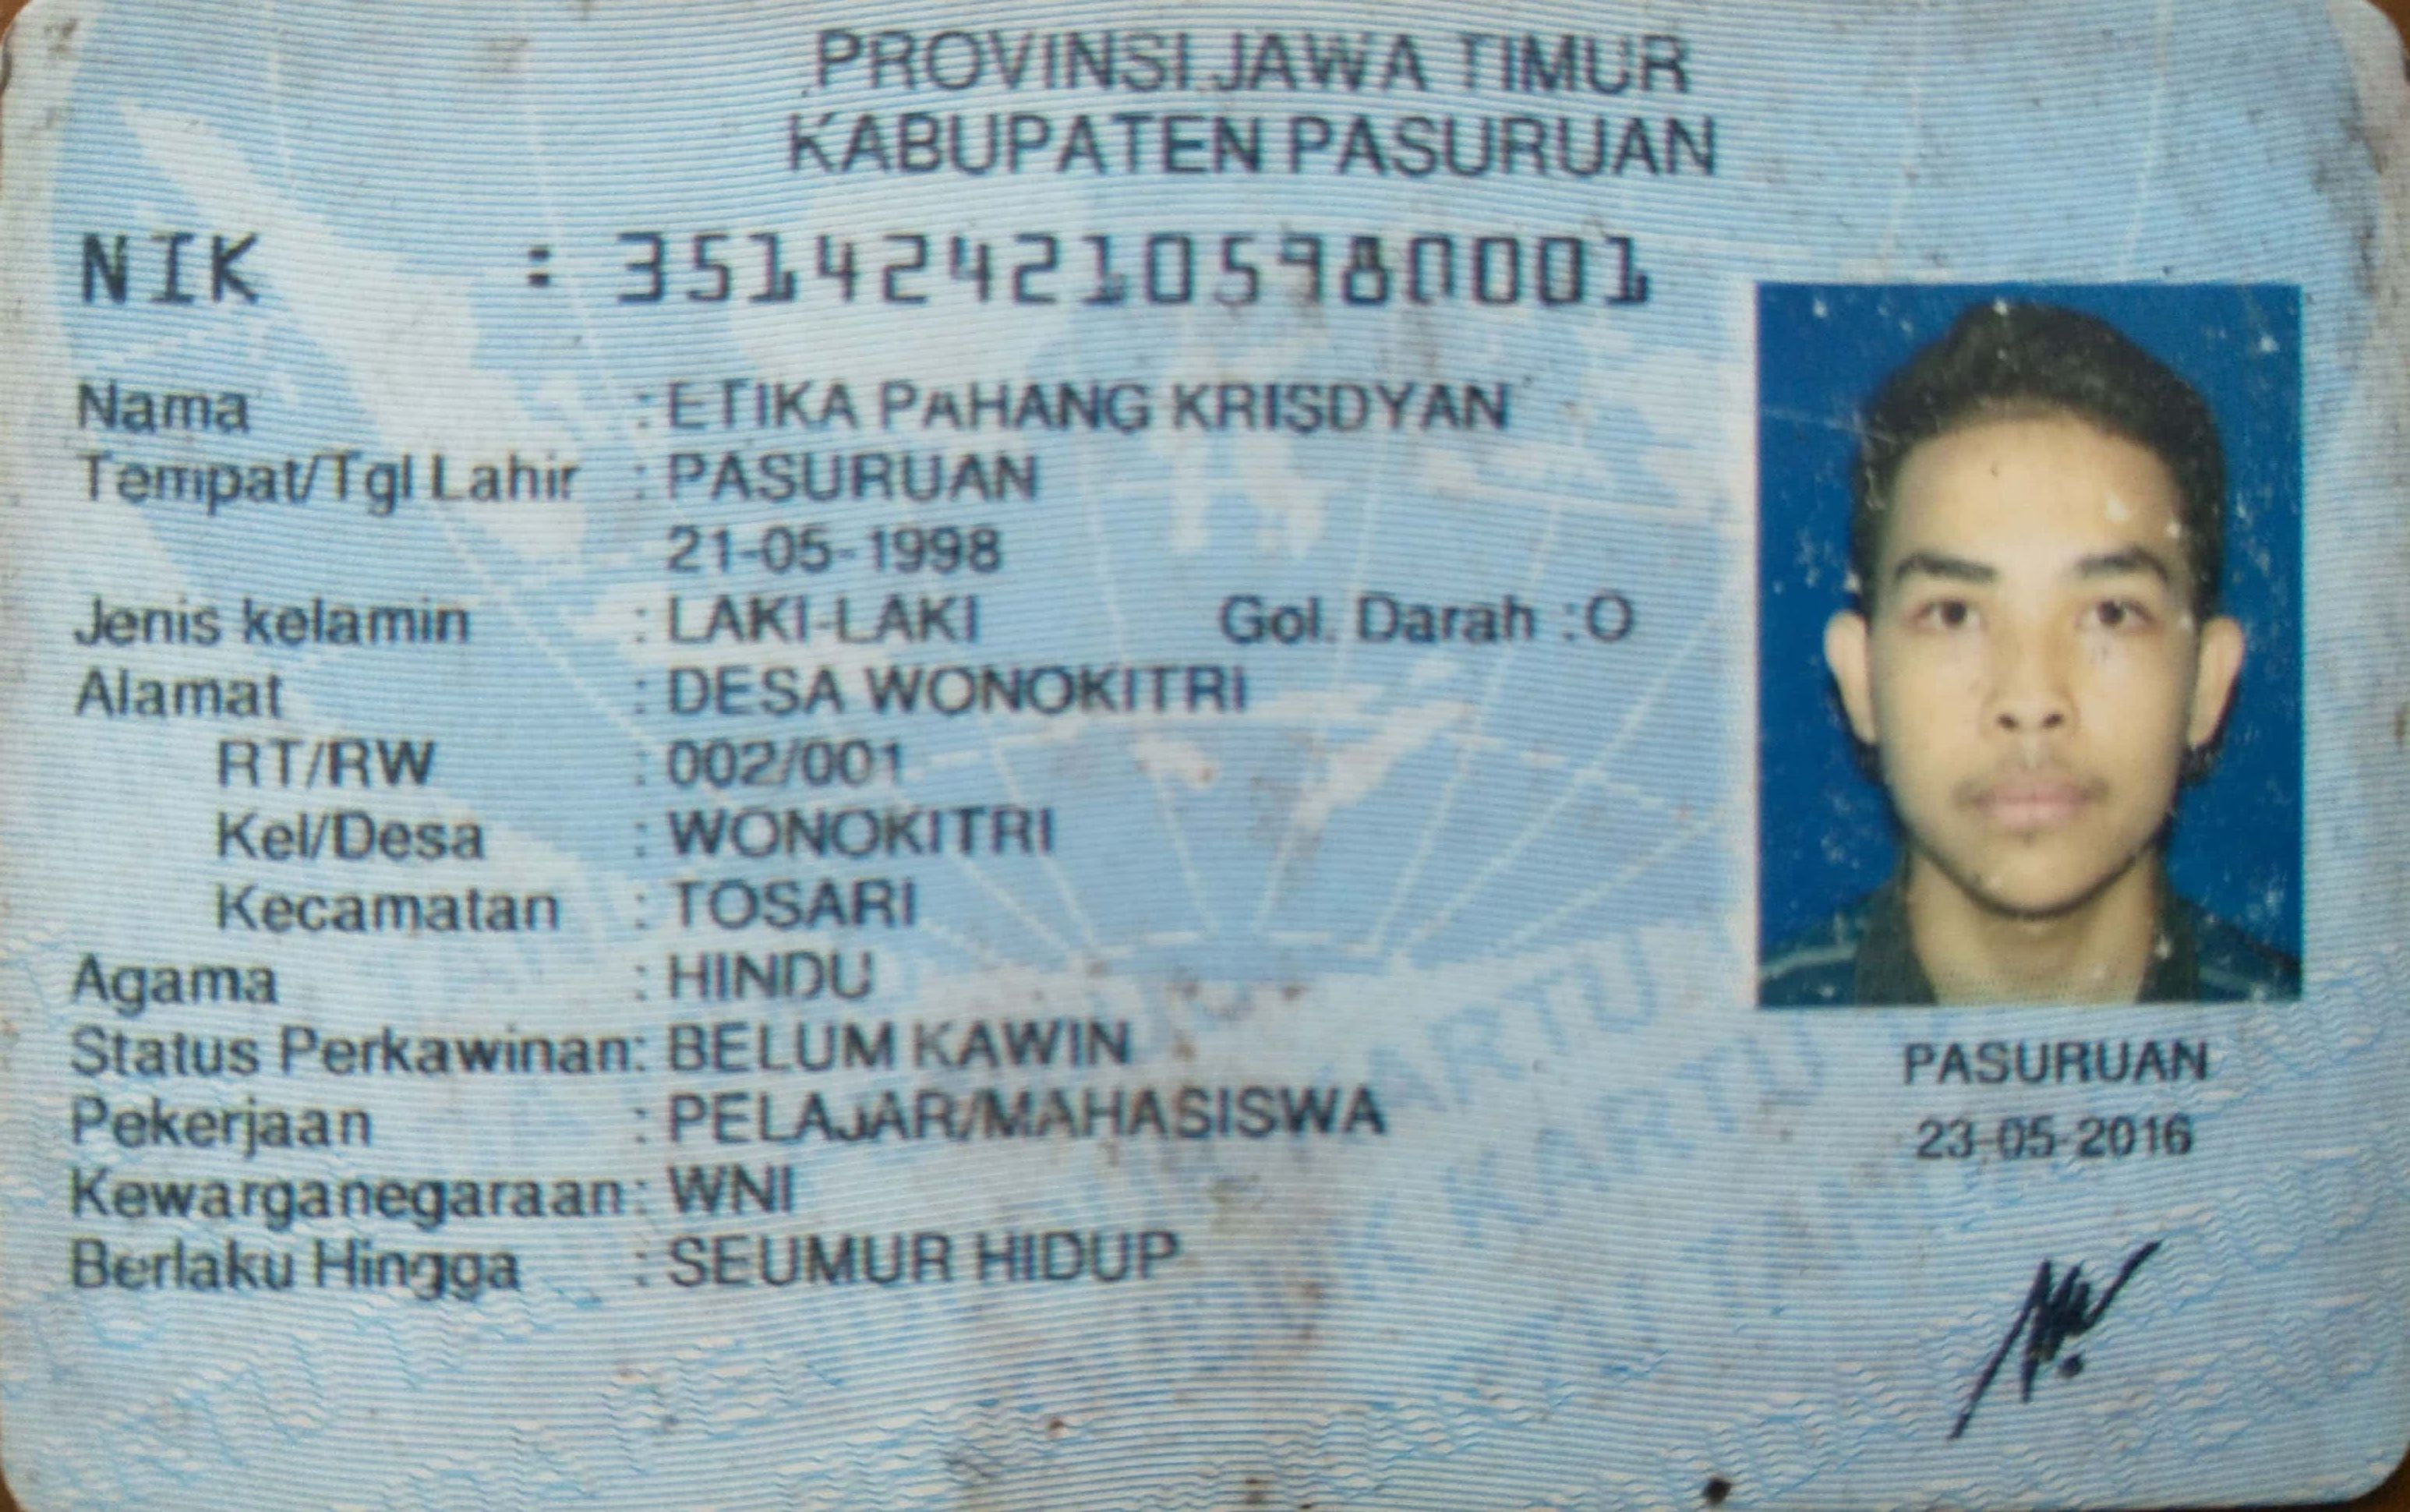 PROVINSI JAWA TIMUR
KABUPATEN PASURUAN
NIK : 3514242105980001
Nama : ETIKA PAHANG KRISDYAN
Tempat/Tgl Lahir : PASURUAN
21-05-1998
Jenis kelamin : LAKI-LAKI Gol. Darah : O
Alamat : DESA WONOKITRI
RT/RW : 002/001
Kel/Desa : WONOKITRI
Kecamatan : TOSARI
Agama : HINDU
Status Perkawinan: BELUM KAWIN
Pekerjaan : PELAJAR/MAHASISWA
Kewarganegaraan: WNI
Berlaku Hingga : SEUMUR HIDUP
PASURUAN
23-05-2016